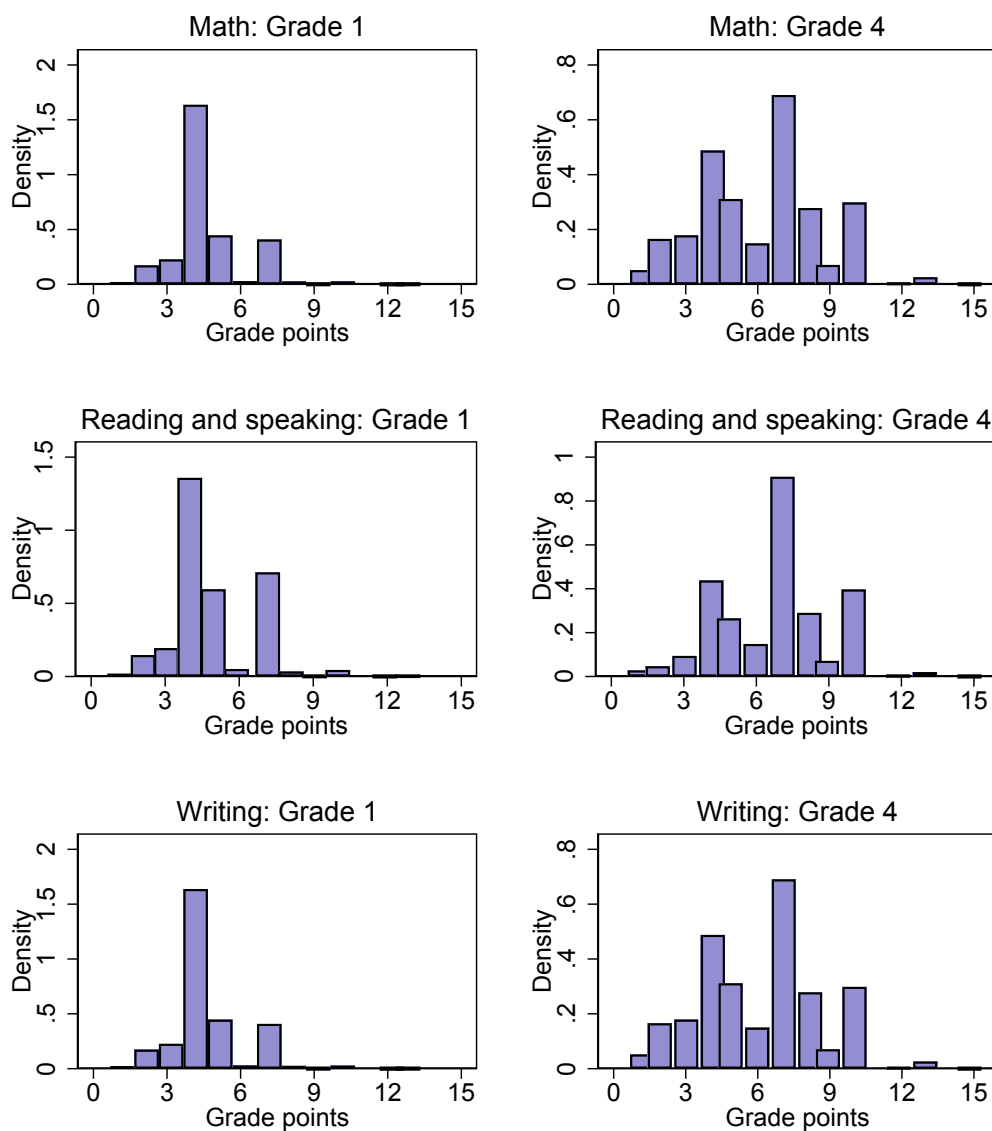 Math: Grade 1
Density
2
1.5
1
.5
0
0 3 6 9 12 15
Grade points
Math: Grade 4
Density
.8
.6
.4
.2
0
0 3 6 9 12 15
Grade points
Reading and speaking: Grade 1
Density
1.5
1
.5
0
0 3 6 9 12 15
Grade points
Reading and speaking: Grade 4
Density
1
.8
.6
.4
.2
0
0 3 6 9 12 15
Grade points
Writing: Grade 1
Density
2
1.5
1
.5
0
0 3 6 9 12 15
Grade points
Writing: Grade 4
Density
.8
.6
.4
.2
0
0 3 6 9 12 15
Grade points